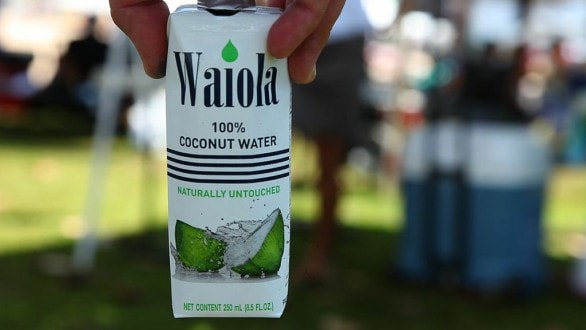 Waiola
100%
COCONUT WATER
NATURALLY UNTOUCHED
NET CONTENT 250 mL (8.5 FL.OZ.)